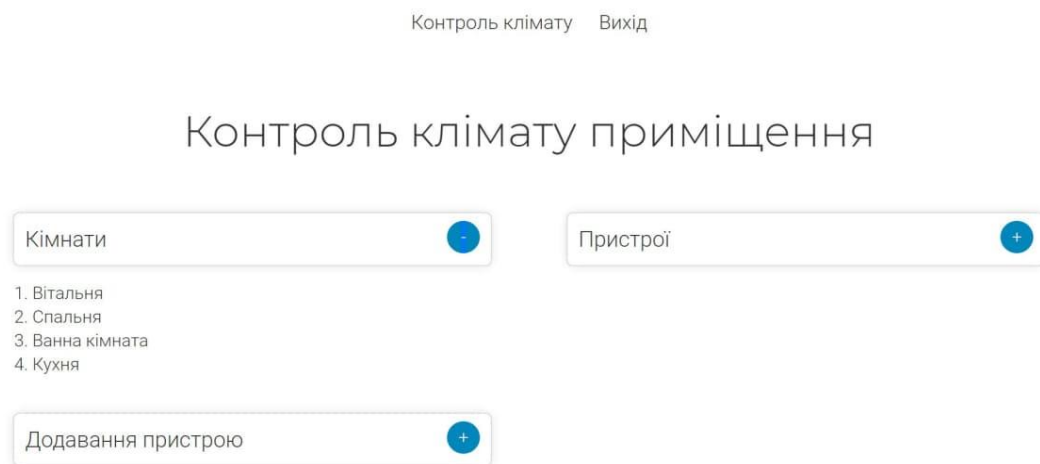 Контроль клімату Вихід
Контроль клімату приміщення
Кімнати -
1. Вітальня
2. Спальня
3. Ванна кімната
4. Кухня
Пристрої +
Додавання пристрою +